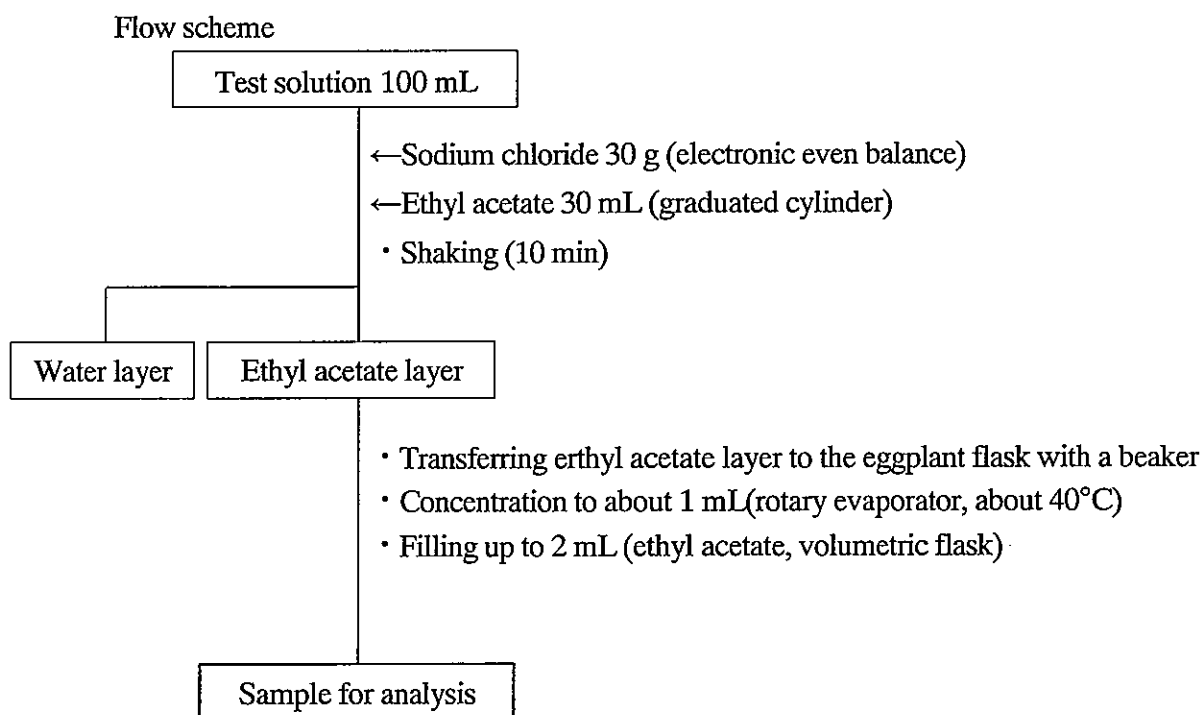 Flow scheme
Test solution 100 mL
←Sodium chloride 30 g (electronic even balance)
←Ethyl acetate 30 mL (graduated cylinder)
・Shaking (10 min)
Water layer
Ethyl acetate layer
・Transferring erthyl acetate layer to the eggplant flask with a beaker
・Concentration to about 1 mL(rotary evaporator, about 40°C)
・Filling up to 2 mL (ethyl acetate, volumetric flask)
Sample for analysis